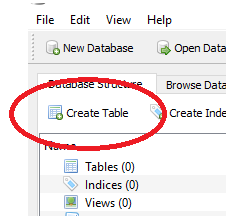 File Edit View Help
New Database Open Data
Database Structure Browse Data
Create Table Create Inde
Name
Tables (0)
Indices (0)
Views (0)